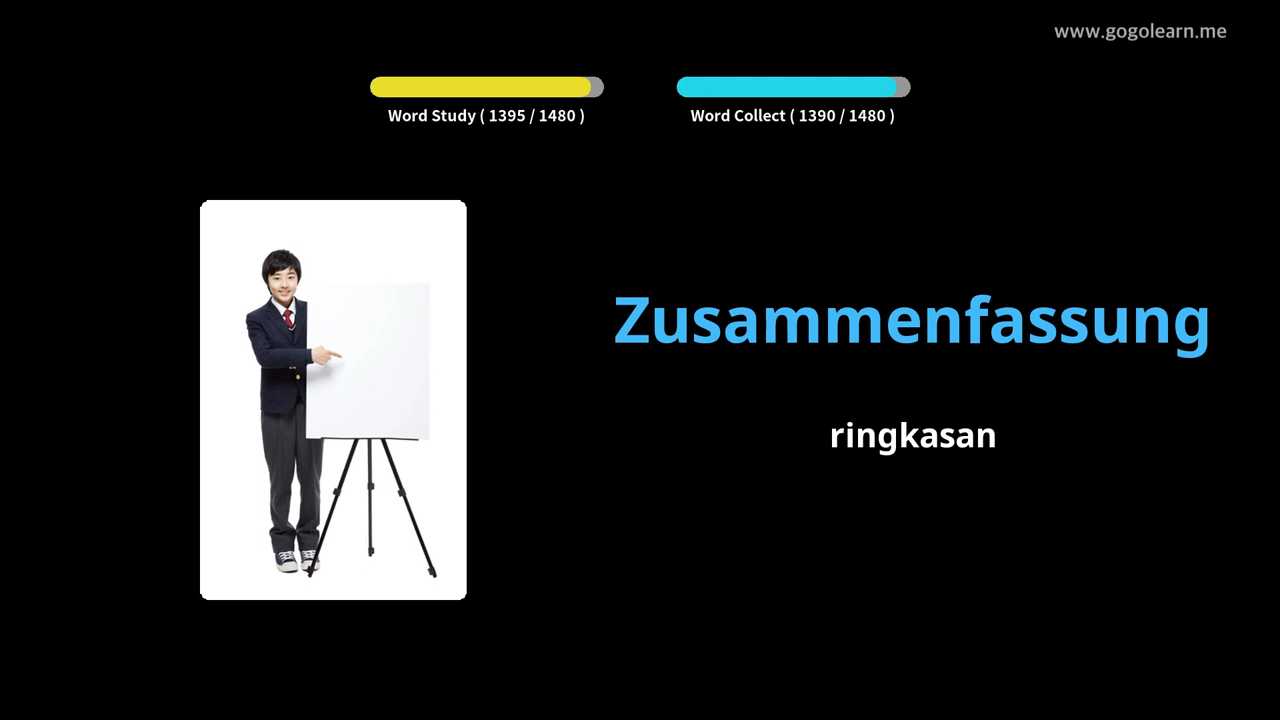 www.gogolearn.me
Word Study ( 1395 / 1480 )
Word Collect ( 1390 / 1480 )
Zusammenfassung
ringkasan